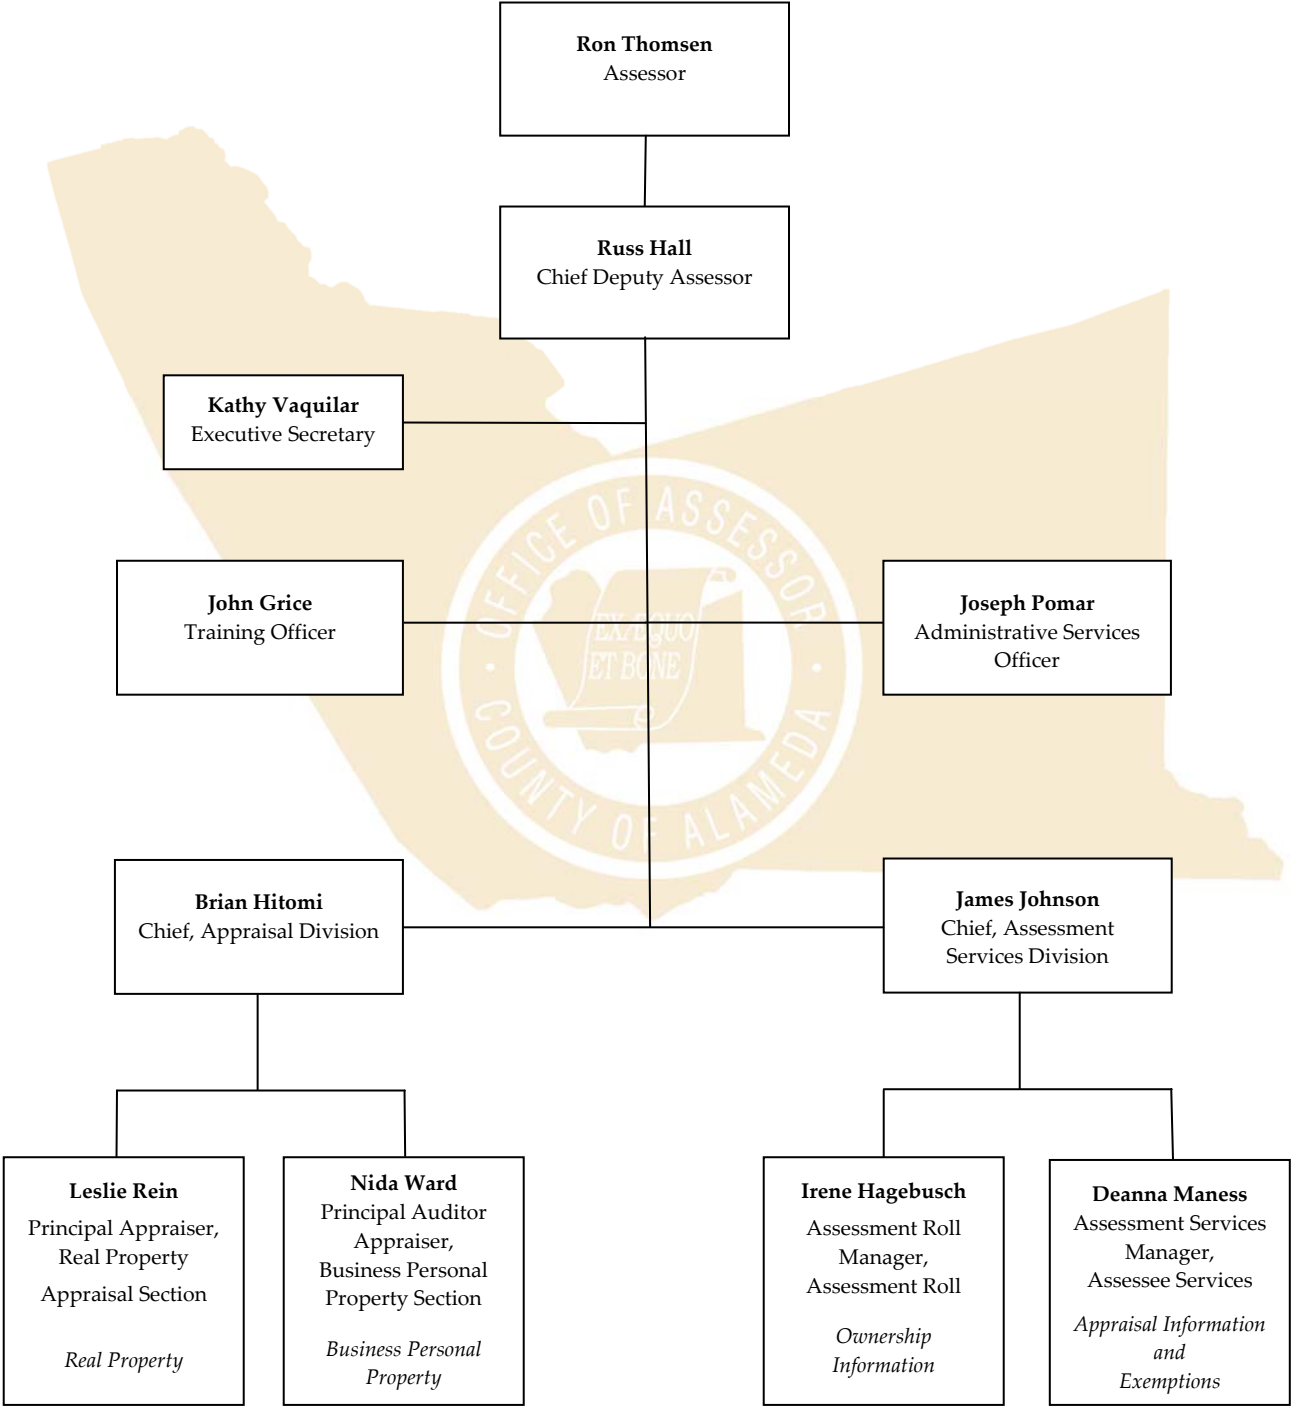 Ron Thomsen
Assessor
Russ Hall
Chief Deputy Assessor
Kathy Vaquilar
Executive Secretary
OFFICE OF ASSESSOR
COUNTY OF ALAMEDA
EX ÆQUO
ET BONE
John Grice
Training Officer
Joseph Pomar
Administrative Services
Officer
Brian Hitomi
Chief, Appraisal Division
James Johnson
Chief, Assessment
Services Division
Leslie Rein
Principal Appraiser,
Real Property
Appraisal Section
Real Property
Nida Ward
Principal Auditor
Appraiser,
Business Personal
Property Section
Business Personal
Property
Irene Hagebusch
Assessment Roll
Manager,
Assessment Roll
Ownership
Information
Deanna Maness
Assessment Services
Manager,
Assessee Services
Appraisal Information
and
Exemptions